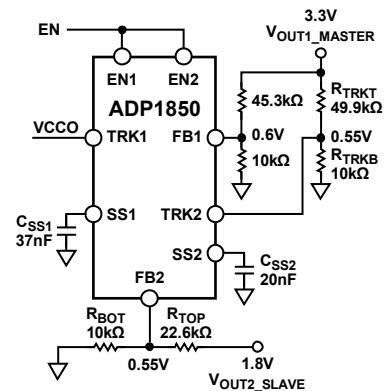 3.3V
VOUT1_MASTER
EN
EN1
EN2
ADP1850
45.3kΩ
RTRKT
49.9kΩ
VCCO
TRK1
FB1
0.6V
0.55V
10kΩ
RTRKB
10kΩ
TRK2
CSS1
37nF
SS1
SS2
CSS2
20nF
FB2
RBOT
10kΩ
RTOP
22.6kΩ
0.55V
1.8V
VOUT2_SLAVE